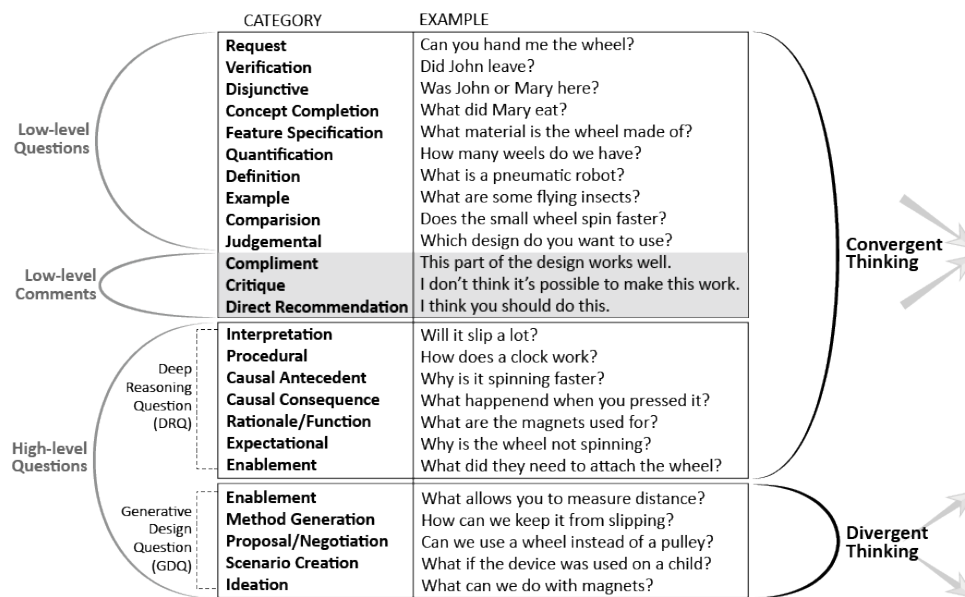 CATEGORY EXAMPLE
Request Can you hand me the wheel?
Verification Did John leave?
Disjunctive Was John or Mary here?
Concept Completion What did Mary eat?
Feature Specification What material is the wheel made of?
Quantification How many weels do we have?
Definition What is a pneumatic robot?
Example What are some flying insects?
Comparision Does the small wheel spin faster?
Judgemental Which design do you want to use?
Compliment This part of the design works well.
Critique I don't think it's possible to make this work.
Direct Recommendation I think you should do this.
Interpretation Will it slip a lot?
Procedural How does a clock work?
Causal Antecedent Why is it spinning faster?
Causal Consequence What happenend when you pressed it?
Rationale/Function What are the magnets used for?
Expectational Why is the wheel not spinning?
Enablement What did they need to attach the wheel?
Enablement What allows you to measure distance?
Method Generation How can we keep it from slipping?
Proposal/Negotiation Can we use a wheel instead of a pulley?
Scenario Creation What if the device was used on a child?
Ideation What can we do with magnets?
Low-level
Questions
Low-level
Comments
High-level
Questions
Deep
Reasoning
Question
(DRQ)
Generative
Design
Question
(GDQ)
Convergent
Thinking
Divergent
Thinking